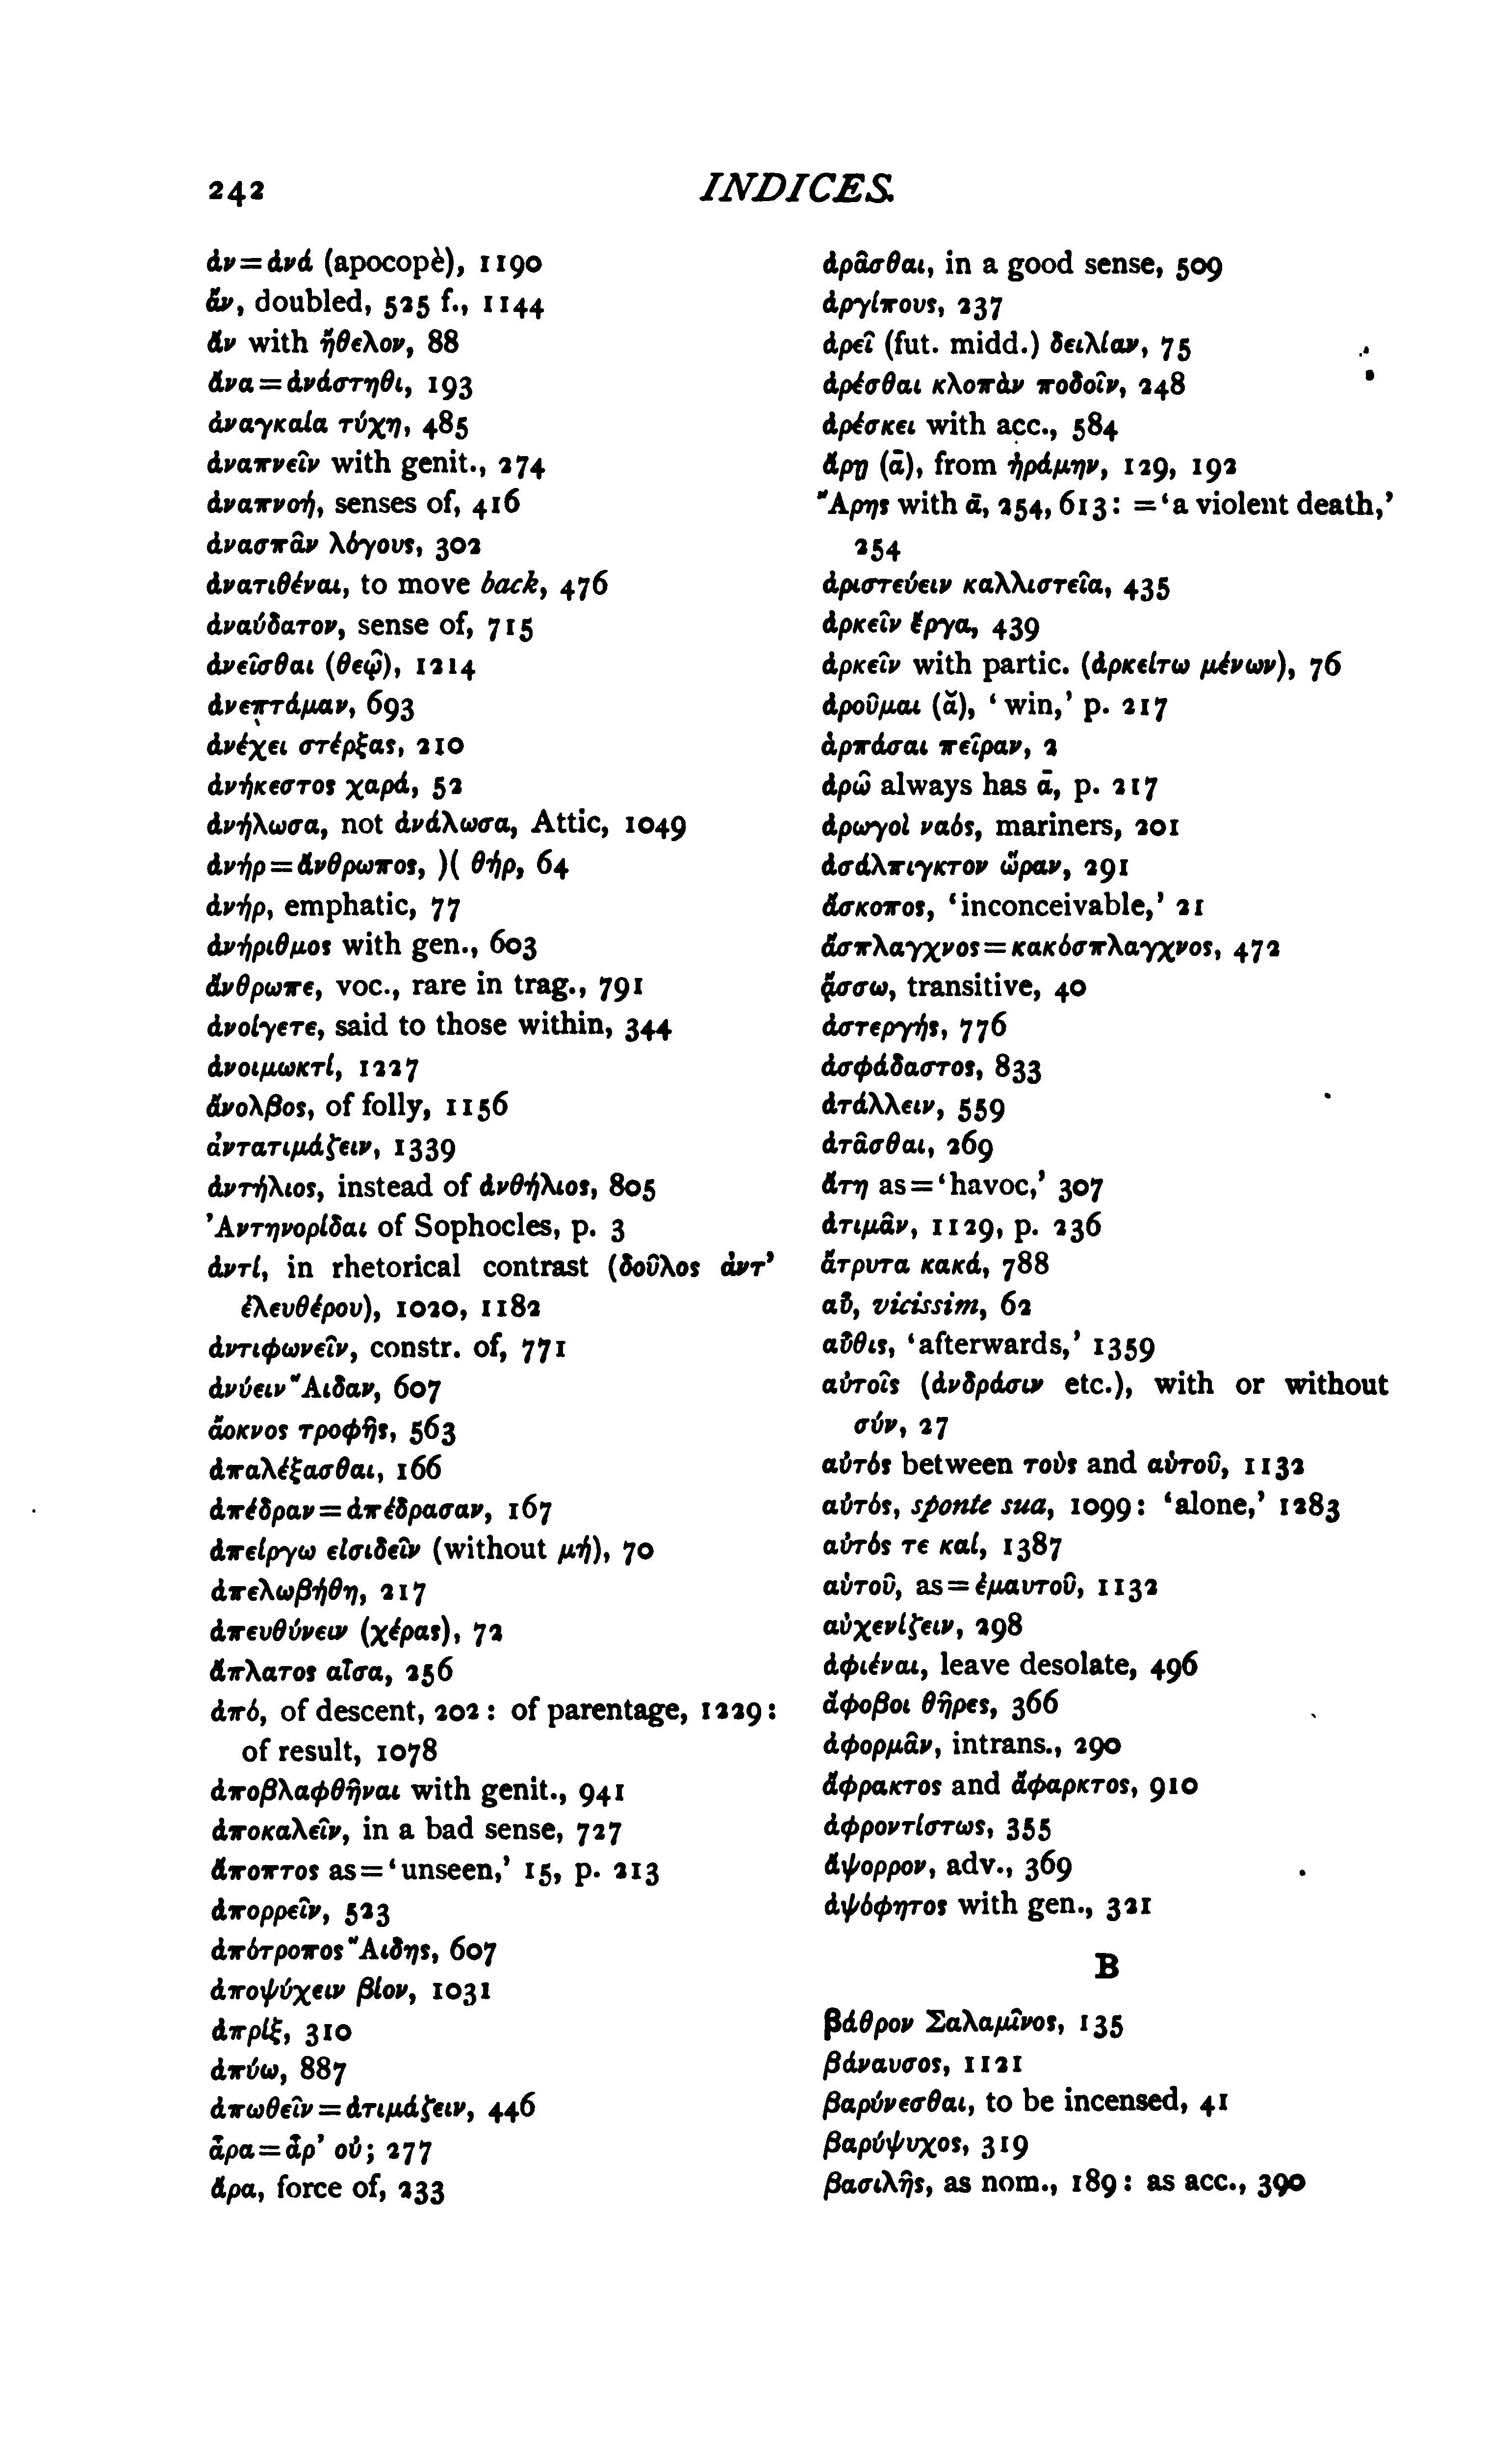 242
INDICES.
ἀν=ἀνά (apocopè), 1190
ἄν, doubled, 525 f., 1144
ἄν with ἤθελον, 88
ἄνα=ἀνάστηθι, 193
ἀναγκαία τύχη, 485
ἀναπνεῖν with genit., 274
ἀναπνοή, senses of, 416
ἀνασπᾶν λόγους, 302
ἀνατιθέναι, to move back, 476
ἀναύδατον, sense of, 715
ἀνεῖσθαι (θεῷ), 1214
ἀνεπτάμαν, 693
ἀνέχει στέρξας, 210
ἀνήκεστος χαρά, 52
ἀνήλωσα, not ἀνάλωσα, Attic, 1049
ἀνήρ=ἄνθρωπος, )( θήρ, 64
ἀνήρ, emphatic, 77
ἀνήριθμος with gen., 603
ἄνθρωπε, voc., rare in trag., 791
ἀνοίγετε, said to those within, 344
ἀνοιμωκτί, 1227
ἄνολβος, of folly, 1156
ἀντατιμάζειν, 1339
ἀντήλιος, instead of ἀνθήλιος, 805
Ἀντηνορίδαι of Sophocles, p. 3
ἀντί, in rhetorical contrast (δοῦλος ἀντ'
ἐλευθέρου), 1020, 1182
ἀντιφωνεῖν, constr. of, 771
ἀνύειν Ἅιδαν, 607
ἄοκνος τροφῆς, 563
ἀπαλέξασθαι, 166
ἀπέδραν=ἀπέδρασαν, 167
ἀπείργω εἰσιδεῖν (without μή), 70
ἀπελωβήθη, 217
ἀπευθύνειν (χέρας), 72
ἄπλατος αἶσα, 256
ἀπό, of descent, 202: of parentage, 1229:
of result, 1078
ἀποβλαφθῆναι with genit., 941
ἀποκαλεῖν, in a bad sense, 727
ἄποπτος as='unseen,' 15, p. 213
ἀπορρεῖν, 523
ἀπότροπος Ἅιδης, 607
ἀποψύχειν βίον, 1031
ἀπρίξ, 310
ἀπύω, 887
ἀπωθεῖν=ἀτιμάζειν, 446
ἆρα=ἆρ' οὐ; 277
ἄρα, force of, 233
ἀρᾶσθαι, in a good sense, 509
ἀργίπους, 237
ἀρεῖ (fut. midd.) δειλίαν, 75
ἀρέσθαι κλοπὰν ποδοῖν, 248
ἀρέσκει with acc., 584
ἄρῃ (ᾱ), from ἠράμην, 129, 192
Ἄρης with ᾱ, 254, 613: ='a violent death,'
254
ἀριστεύειν καλλιστεῖα, 435
ἀρκεῖν ἔργα, 439
ἀρκεῖν with partic. (ἀρκείτω μένων), 76
ἀροῦμαι (ᾰ), 'win,' p. 217
ἁρπάσαι πεῖραν, 2
ἀρῶ always has ᾱ, p. 217
ἀρωγοὶ ναός, mariners, 201
ἀσάλπιγκτον ὥραν, 291
ἄσκοπος, 'inconceivable,' 21
ἄσπλαγχνος=κακόσπλαγχνος, 472
ᾄσσω, transitive, 40
ἀστεργής, 776
ἀσφάδαστος, 833
ἀτάλλειν, 559
ἀτᾶσθαι, 269
ἄτη as='havoc,' 307
ἀτιμᾶν, 1129, p. 236
ἄτρυτα κακά, 788
αὖ, vicissim, 62
αὖθις, 'afterwards,' 1359
αὐτοῖς (ἀνδράσιν etc.), with or without
σύν, 27
αὐτός between τοὺς and αὑτοῦ, 1132
αὐτός, sponte sua, 1099: 'alone,' 1283
αὐτός τε καί, 1387
αὑτοῦ, as=ἐμαυτοῦ, 1132
αὐχενίζειν, 298
ἀφιέναι, leave desolate, 496
ἄφοβοι θῆρες, 366
ἀφορμᾶν, intrans., 290
ἄφρακτος and ἄφαρκτος, 910
ἀφροντίστως, 355
ἄψορρον, adv., 369
ἀψόφητος with gen., 321
B
βάθρον Σαλαμῖνος, 135
βάναυσος, 1121
βαρύνεσθαι, to be incensed, 41
βαρύψυχος, 319
βασιλῆς, as nom., 189: as acc., 390